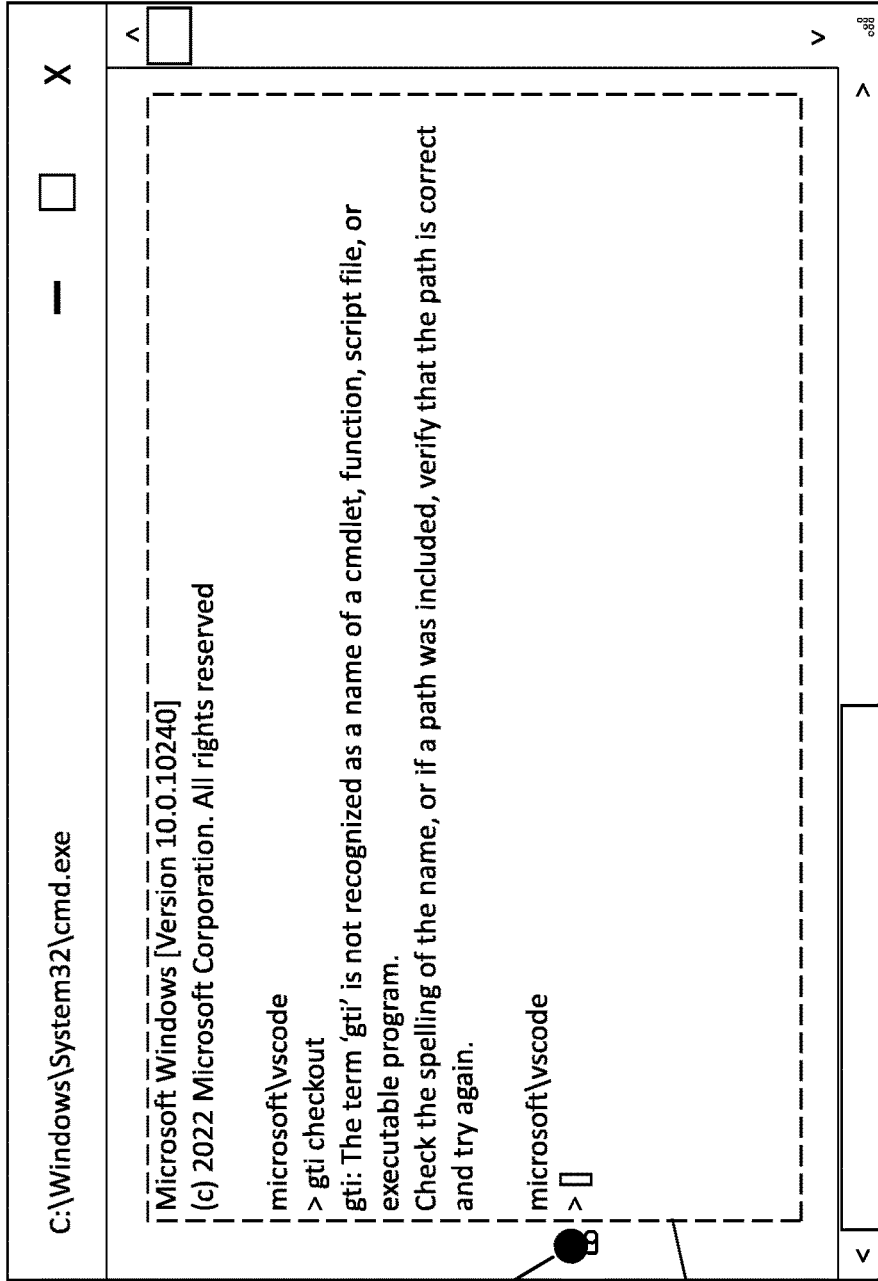 C:\Windows\System32\cmd.exe
X
Microsoft Windows [Version 10.0.10240]
(c) 2022 Microsoft Corporation. All rights reserved
microsoft\vscode
> gti checkout
gti: The term ‘gti’ is not recognized as a name of a cmdlet, function, script file, or
executable program.
Check the spelling of the name, or if a path was included, verify that the path is correct
and try again.
microsoft\vscode
>